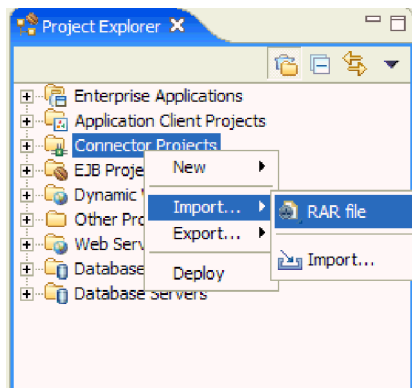 Project Explorer
Enterprise Applications
Application Client Projects
Connector Projects
EJB Proje
New
Dynamic
Import...
RAR file
Other Pro
Export...
Web Serv
Import...
Database
Deploy
Database Servers